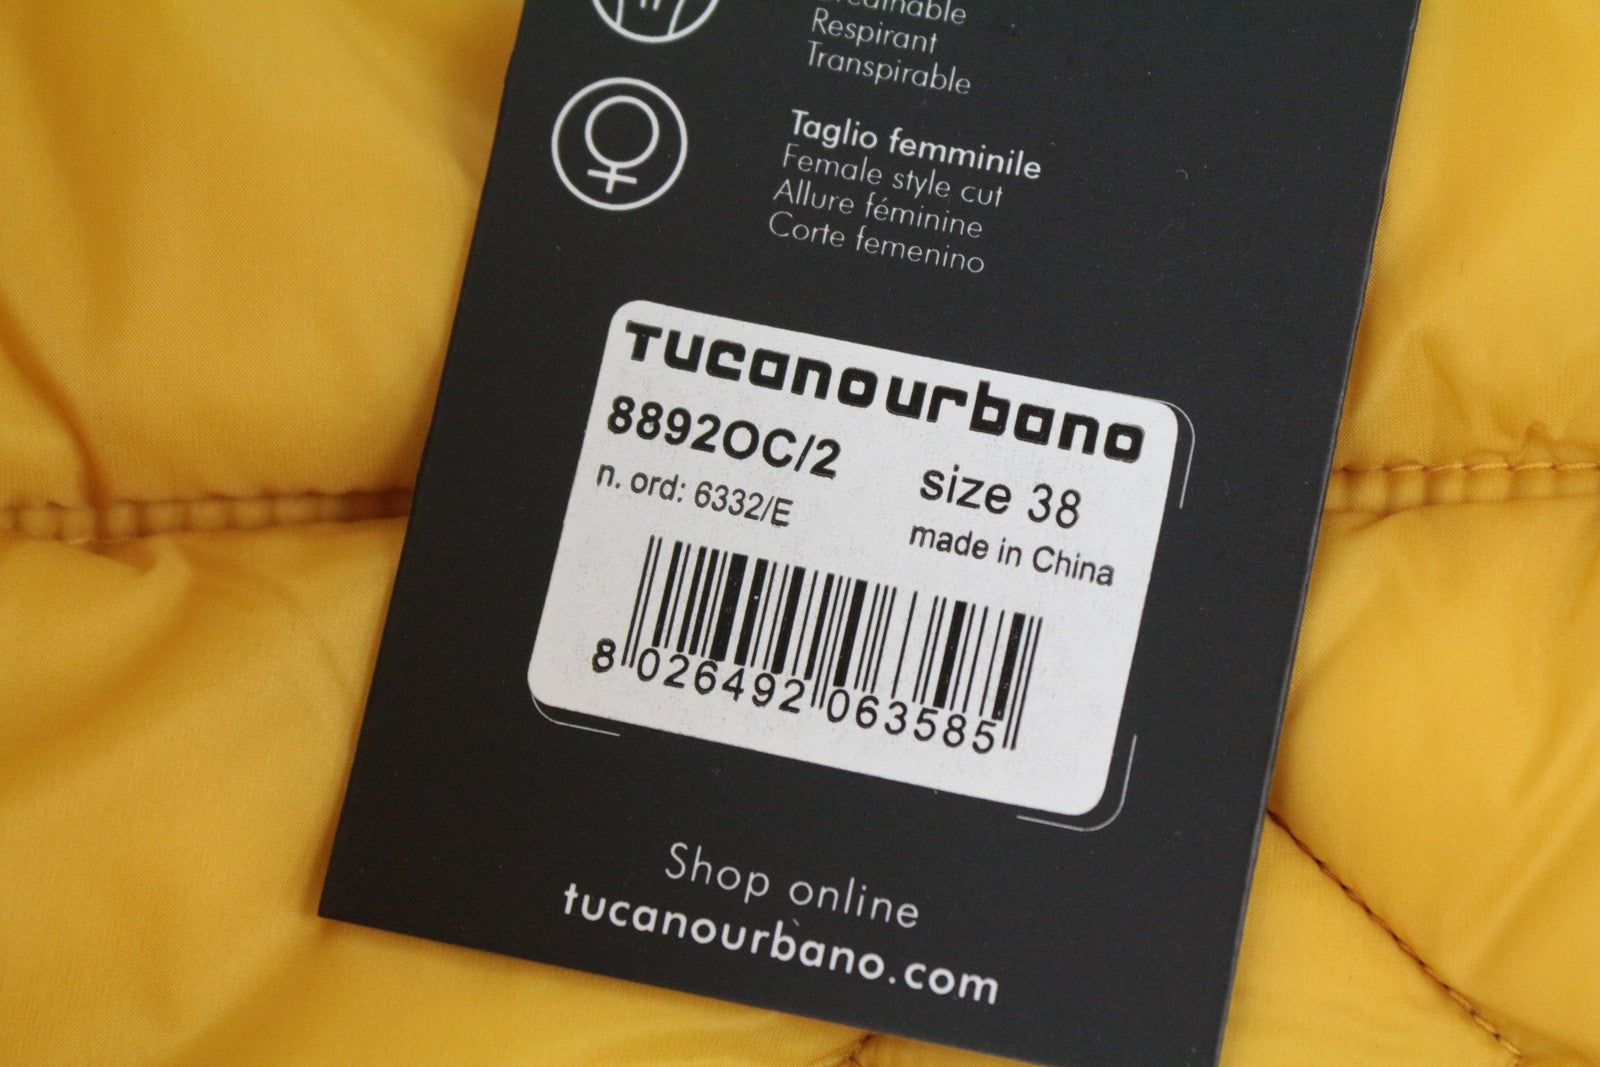 Respirant
Transpirable
Taglio femminile
Female style cut
Allure féminine
Corte femenino
Tucanourbano
8892OC/2
size 38
n. ord: 6332/E
made in China
8 026492 063585
Shop online
tucanourbano.com